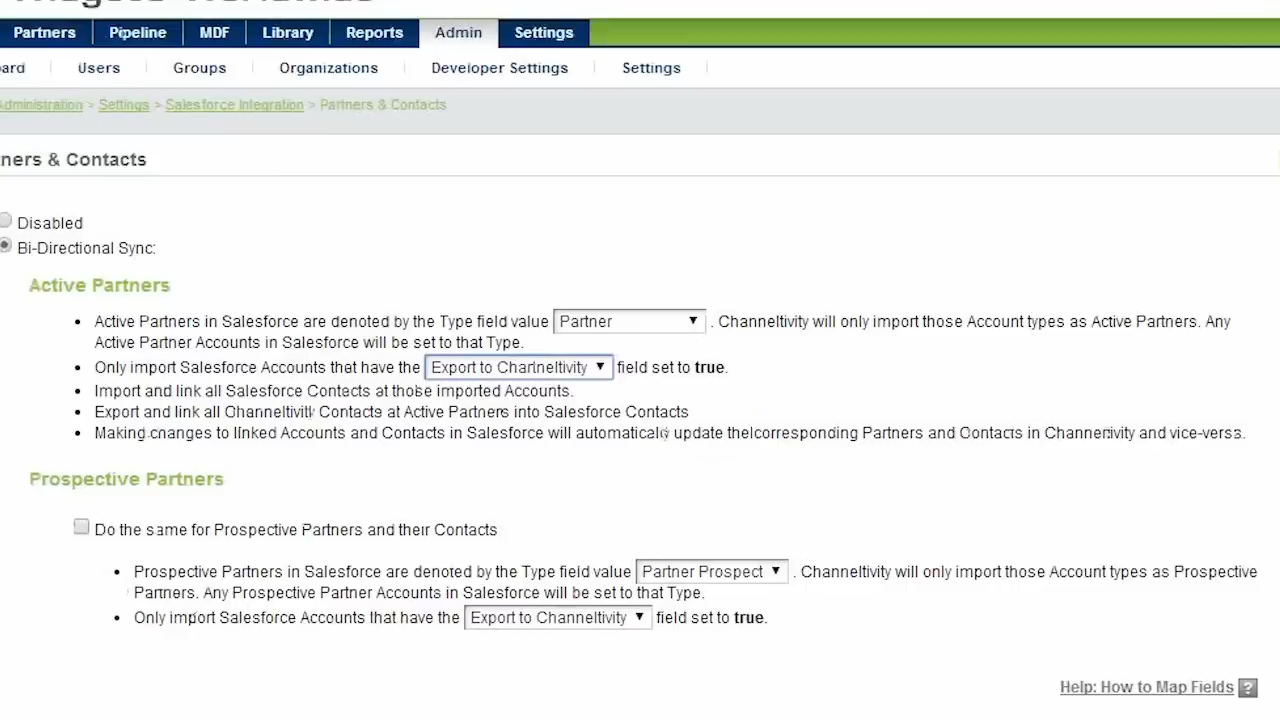 Partners Pipeline MDF Library Reports Admin Settings
ard Users Groups Organizations Developer Settings Settings
Administration > Settings > Salesforce Integration > Partners & Contacts
ners & Contacts
Disabled
Bi-Directional Sync:
Active Partners
• Active Partners in Salesforce are denoted by the Type field value Partner . Channeltivity will only import those Account types as Active Partners. Any
Active Partner Accounts in Salesforce will be set to that Type.
• Only import Salesforce Accounts that have the Export to Channeltivity field set to true.
• Import and link all Salesforce Contacts at those imported Accounts.
• Export and link all Channeltivity Contacts at Active Partners into Salesforce Contacts
• Making changes to linked Accounts and Contacts in Salesforce will automatically update the corresponding Partners and Contacts in Channeltivity and vice-versa.
Prospective Partners
Do the same for Prospective Partners and their Contacts
• Prospective Partners in Salesforce are denoted by the Type field value Partner Prospect . Channeltivity will only import those Account types as Prospective
Partners. Any Prospective Partner Accounts in Salesforce will be set to that Type.
• Only import Salesforce Accounts that have the Export to Channeltivity field set to true.
Help: How to Map Fields ?